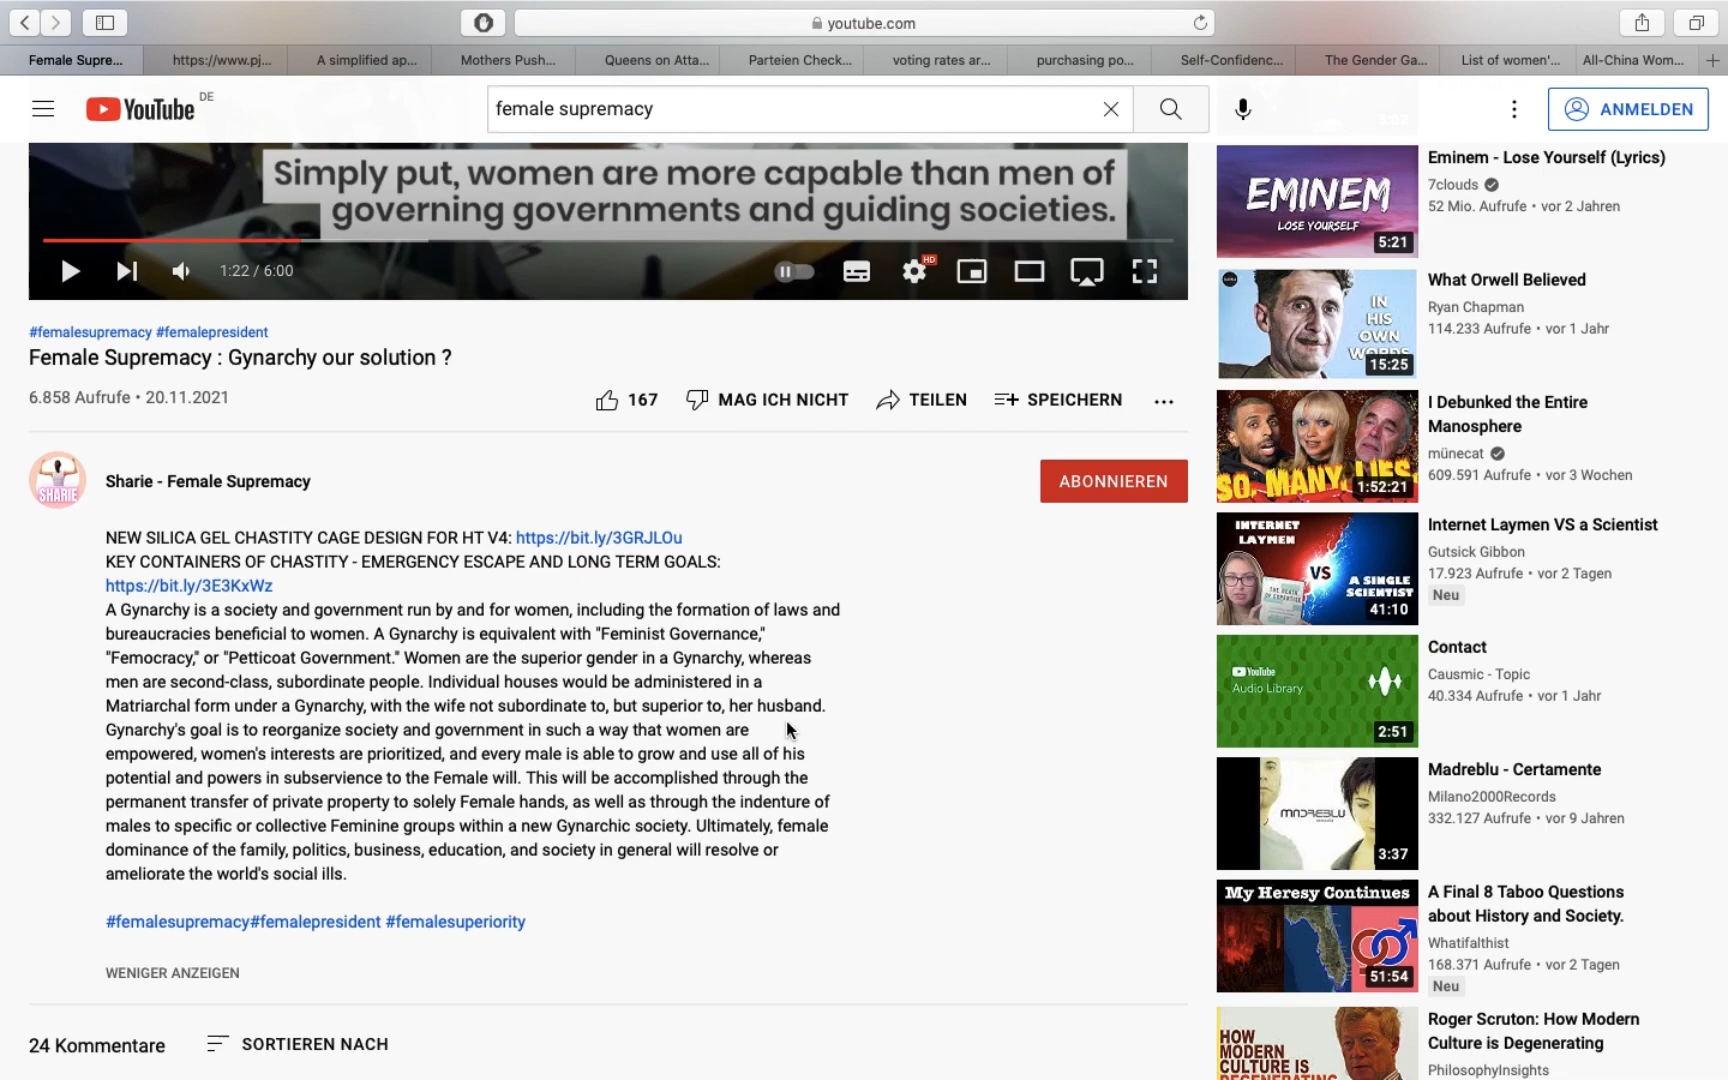 youtube.com
Female Supre...
https://www.pj...
A simplified ap...
Mothers Push...
Queens on Atta...
Parteien Check...
voting rates ar...
purchasing po...
Self-Confidenc...
The Gender Ga...
List of women'...
All-China Wom...
YouTube DE
female supremacy
ANMELDEN
Simply put, women are more capable than men of
governing governments and guiding societies.
1:22 / 6:00
HD
#femalesupremacy #femalepresident
Female Supremacy : Gynarchy our solution ?
6.858 Aufrufe • 20.11.2021
167
MAG ICH NICHT
TEILEN
SPEICHERN
SHARIE
Sharie - Female Supremacy
ABONNIEREN
NEW SILICA GEL CHASTITY CAGE DESIGN FOR HT V4: https://bit.ly/3GRJLOu
KEY CONTAINERS OF CHASTITY - EMERGENCY ESCAPE AND LONG TERM GOALS:
https://bit.ly/3E3KxWz
A Gynarchy is a society and government run by and for women, including the formation of laws and
bureaucracies beneficial to women. A Gynarchy is equivalent with "Feminist Governance,"
"Femocracy," or "Petticoat Government." Women are the superior gender in a Gynarchy, whereas
men are second-class, subordinate people. Individual houses would be administered in a
Matriarchal form under a Gynarchy, with the wife not subordinate to, but superior to, her husband.
Gynarchy's goal is to reorganize society and government in such a way that women are
empowered, women's interests are prioritized, and every male is able to grow and use all of his
potential and powers in subservience to the Female will. This will be accomplished through the
permanent transfer of private property to solely Female hands, as well as through the indenture of
males to specific or collective Feminine groups within a new Gynarchic society. Ultimately, female
dominance of the family, politics, business, education, and society in general will resolve or
ameliorate the world's social ills.
#femalesupremacy#femalepresident #femalesuperiority
WENIGER ANZEIGEN
24 Kommentare
SORTIEREN NACH
EMINEM
LOSE YOURSELF
5:21
Eminem - Lose Yourself (Lyrics)
7clouds
52 Mio. Aufrufe • vor 2 Jahren
IN
HIS
OWN
WORDS
15:25
What Orwell Believed
Ryan Chapman
114.233 Aufrufe • vor 1 Jahr
SO. MANY. LIES.
1:52:21
I Debunked the Entire
Manosphere
münecat
609.591 Aufrufe • vor 3 Wochen
INTERNET
LAYMEN
VS
A SINGLE
SCIENTIST
41:10
Internet Laymen VS a Scientist
Gutsick Gibbon
17.923 Aufrufe • vor 2 Tagen
Neu
YouTube
Audio Library
2:51
Contact
Causmic - Topic
40.334 Aufrufe • vor 1 Jahr
MADREBLU
3:37
Madreblu - Certamente
Milano2000Records
332.127 Aufrufe • vor 9 Jahren
My Heresy Continues
51:54
A Final 8 Taboo Questions
about History and Society.
Whatifalthist
168.371 Aufrufe • vor 2 Tagen
Neu
HOW
MODERN
CULTURE IS
DEGENERATING
Roger Scruton: How Modern
Culture is Degenerating
PhilosophyInsights